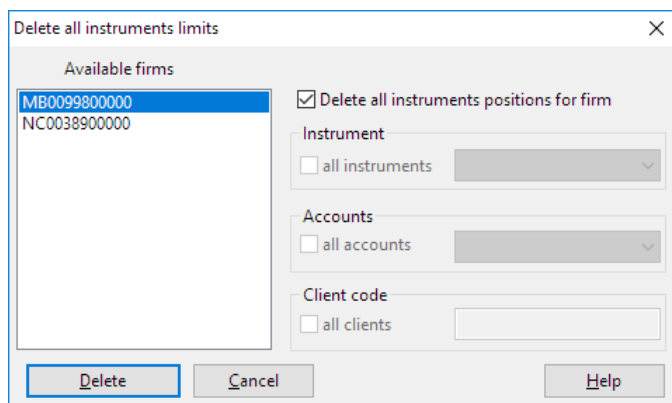 Delete all instruments limits
Available firms
MB0099800000
NC0038900000
Delete all instruments positions for firm
Instrument
all instruments
Accounts
all accounts
Client code
all clients
Delete
Cancel
Help